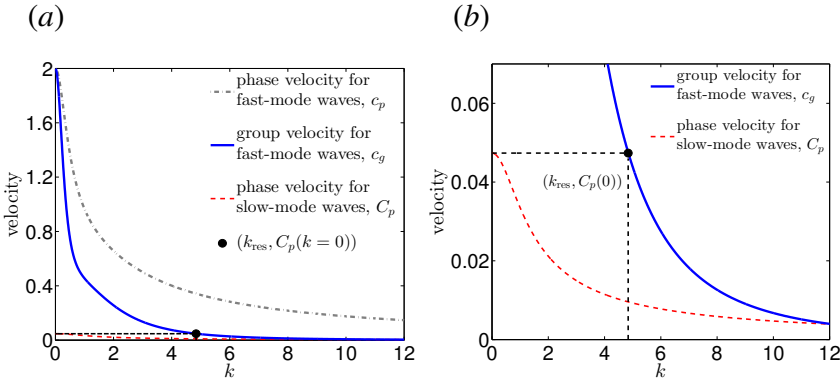 (a)
velocity
2
1.6
1.2
0.8
0.4
0
0
2
4
6
8
10
12
k
phase velocity for
fast-mode waves, c_p
group velocity for
fast-mode waves, c_g
phase velocity for
slow-mode waves, C_p
(k_res, C_p(k = 0))
(b)
velocity
0.06
0.04
0.02
0
0
2
4
6
8
10
12
k
group velocity for
fast-mode waves, c_g
phase velocity for
slow-mode waves, C_p
(k_res, C_p(0))